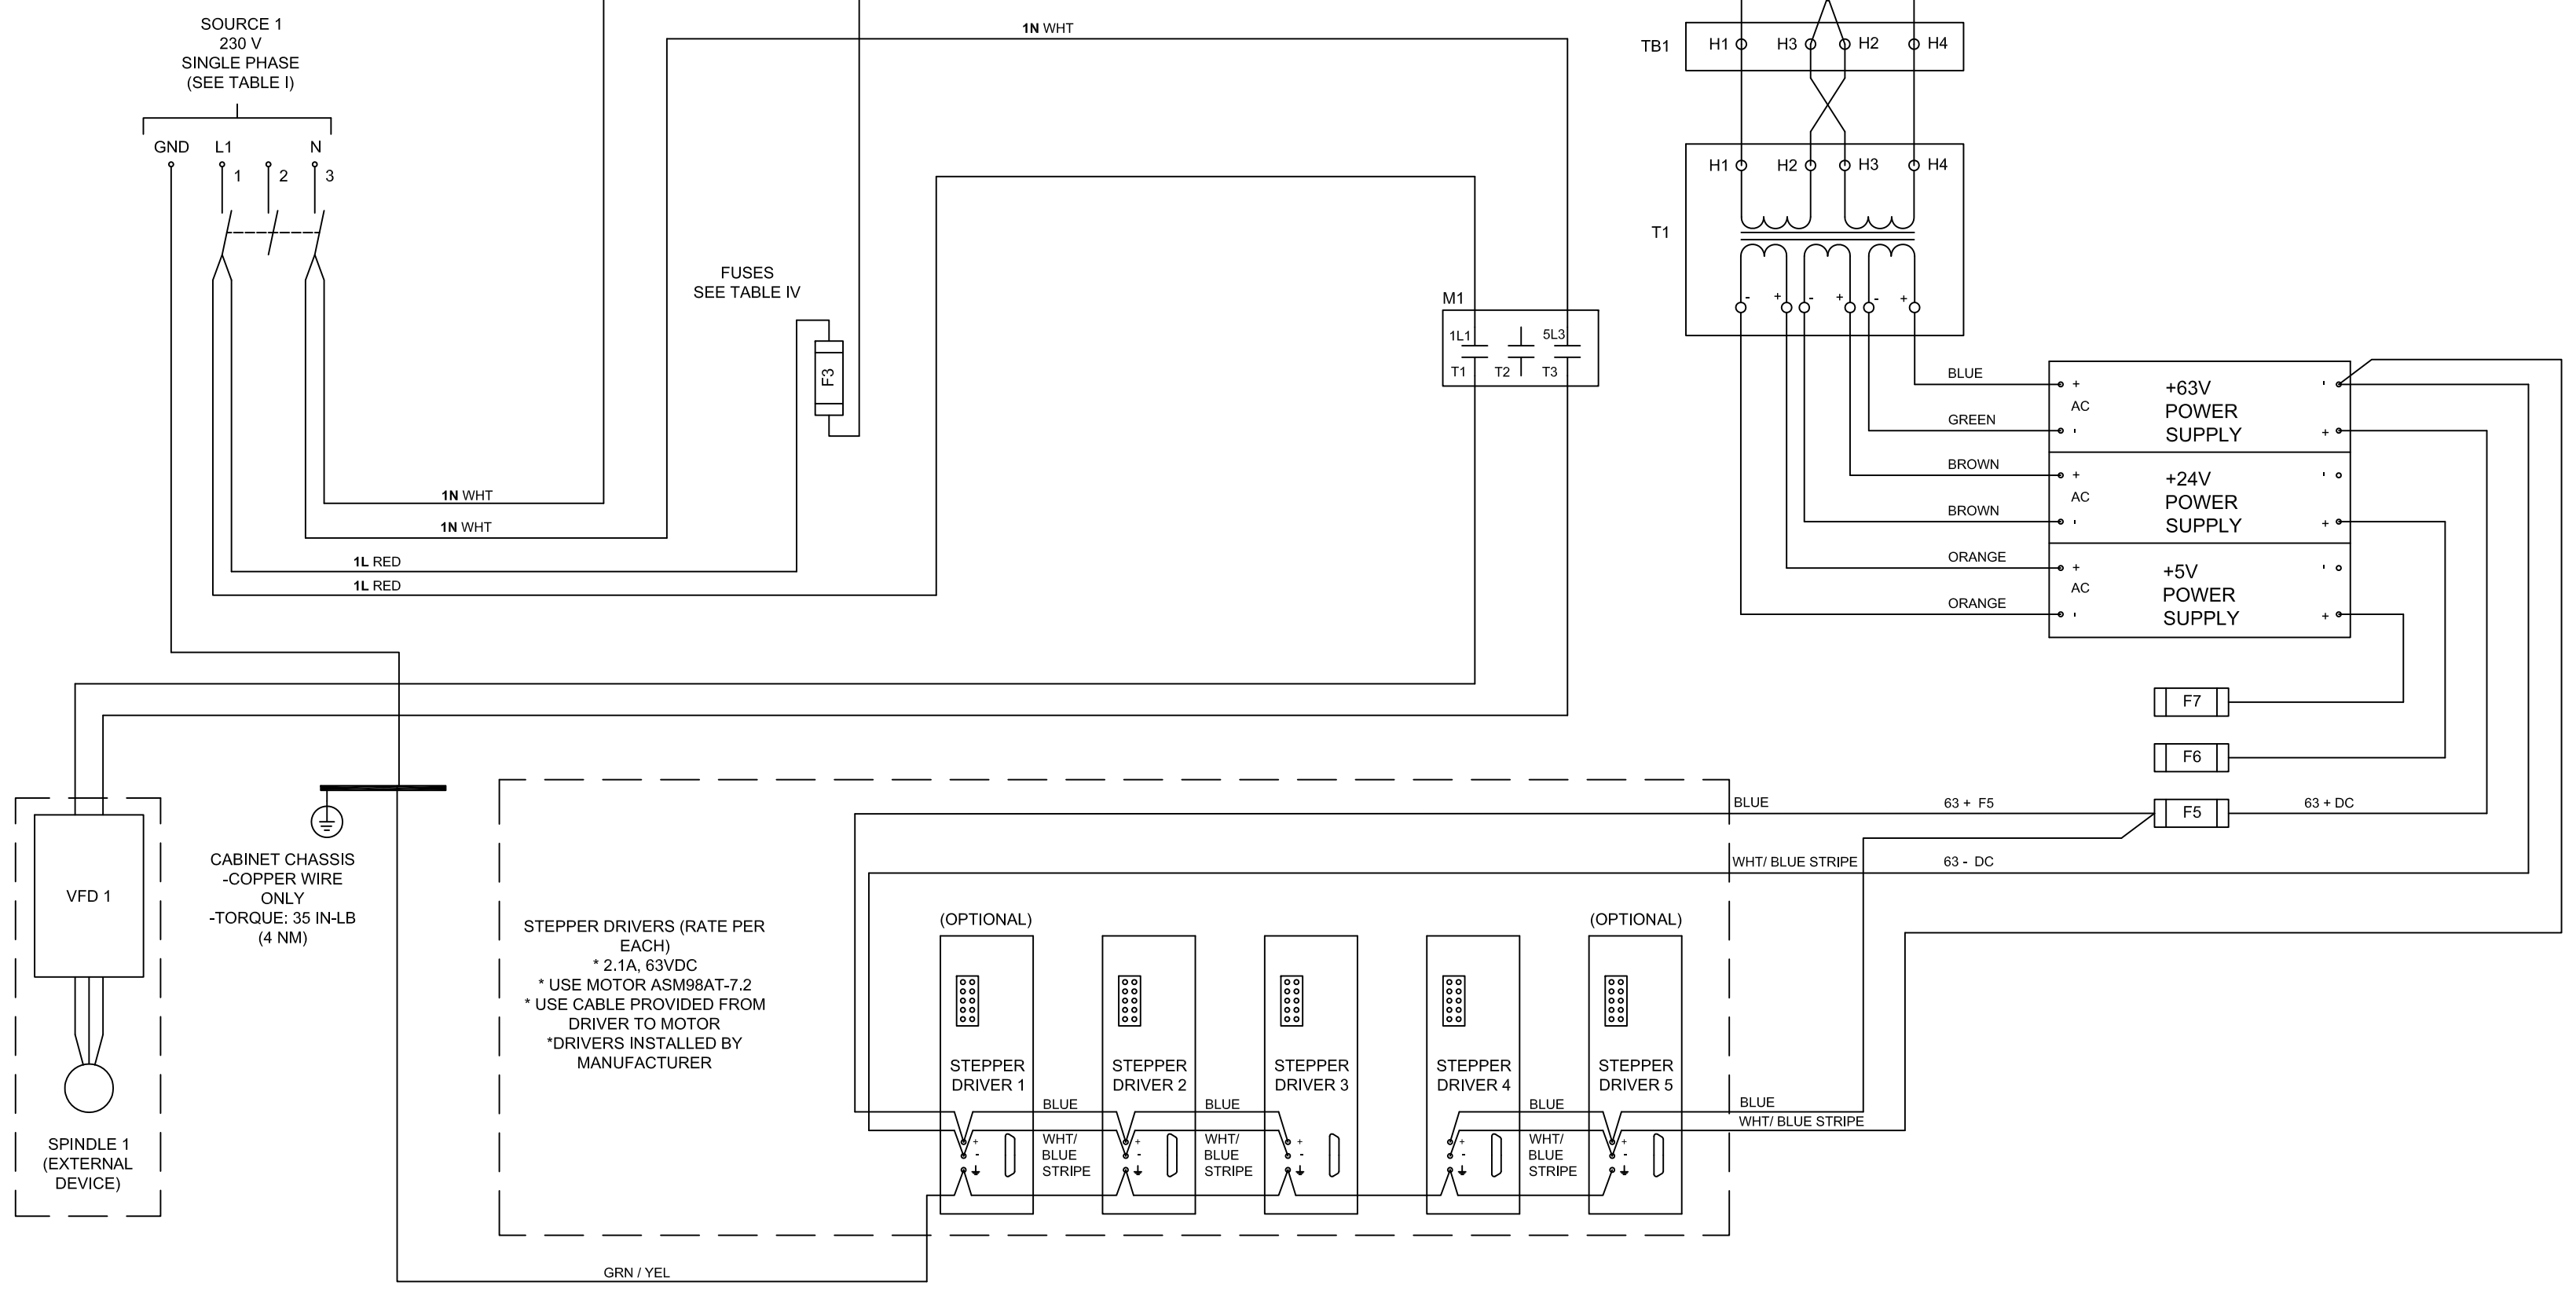 SOURCE 1
230 V
SINGLE PHASE
(SEE TABLE I)
GND
L1
N
1
2
3
1N WHT
FUSES
SEE TABLE IV
F3
1N WHT
1N WHT
1L RED
1L RED
M1
1L1
5L3
T1
T2
T3
TB1
H1
H3
H2
H4
H1
H2
H3
H4
T1
-
+
-
+
-
+
BLUE
GREEN
BROWN
BROWN
ORANGE
ORANGE
+
AC
-
+63V
POWER
SUPPLY
-
+
+
AC
-
+24V
POWER
SUPPLY
-
+
+
AC
-
+5V
POWER
SUPPLY
-
+
F7
F6
F5
BLUE
63 + F5
63 + DC
WHT/ BLUE STRIPE
63 - DC
VFD 1
SPINDLE 1
(EXTERNAL
DEVICE)
CABINET CHASSIS
-COPPER WIRE
ONLY
-TORQUE: 35 IN-LB
(4 NM)
STEPPER DRIVERS (RATE PER
EACH)
* 2.1A, 63VDC
* USE MOTOR ASM98AT-7.2
* USE CABLE PROVIDED FROM
DRIVER TO MOTOR
*DRIVERS INSTALLED BY
MANUFACTURER
(OPTIONAL)
(OPTIONAL)
STEPPER
DRIVER 1
STEPPER
DRIVER 2
STEPPER
DRIVER 3
STEPPER
DRIVER 4
STEPPER
DRIVER 5
BLUE
BLUE
BLUE
BLUE
WHT/ BLUE STRIPE
+
-
WHT/
BLUE
STRIPE
+
-
WHT/
BLUE
STRIPE
+
-
+
-
WHT/
BLUE
STRIPE
+
-
GRN / YEL